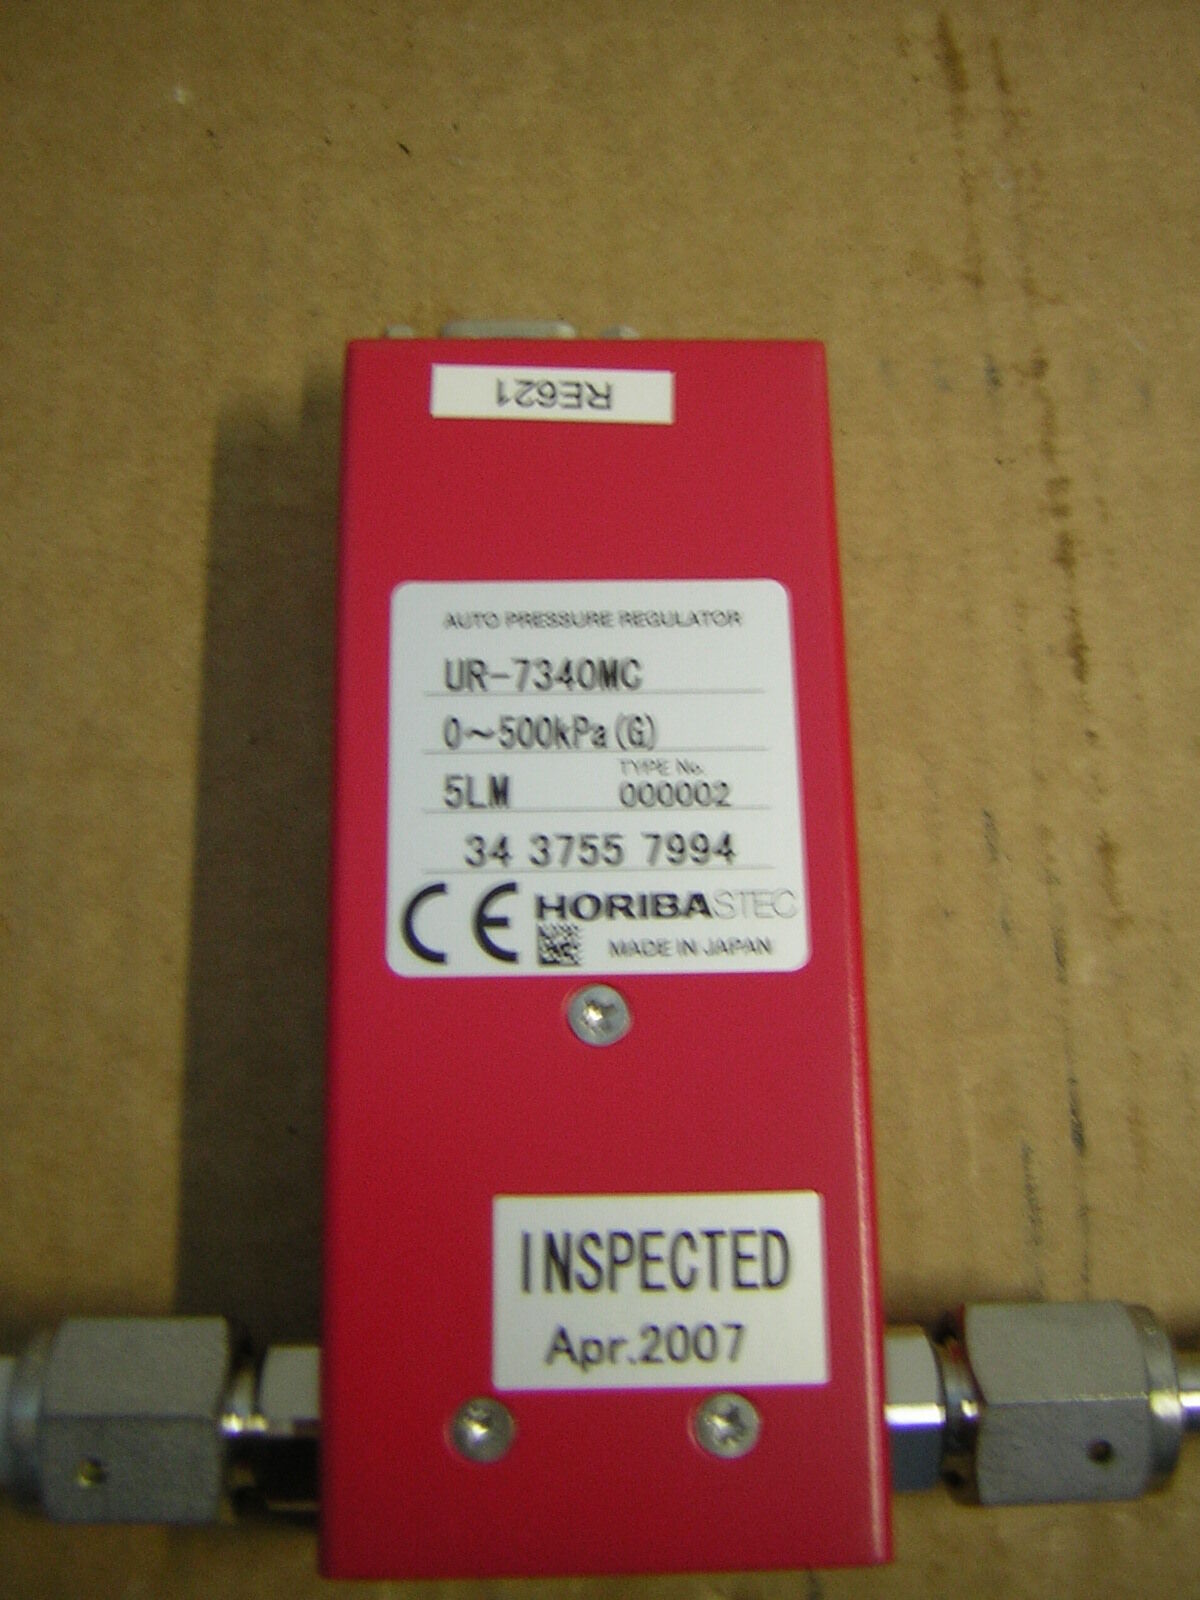 RE621
AUTO PRESSURE REGULATOR
UR-7340MC
0~500kPa(G)
TYPE No.
5LM 000002
34 3755 7994
CE HORIBASTEC
MADE IN JAPAN
INSPECTED
Apr.2007